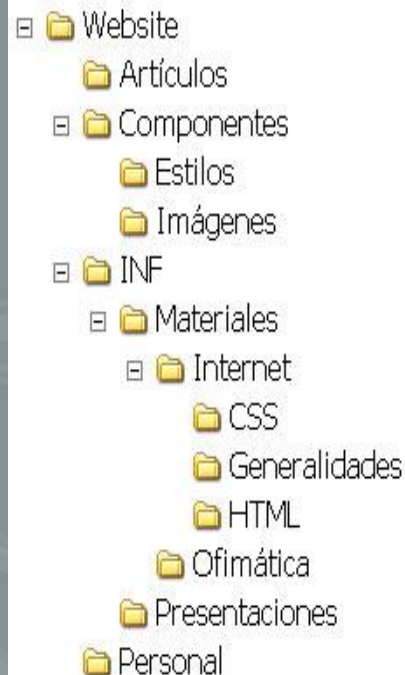 Website
Artículos
Componentes
Estilos
Imágenes
INF
Materiales
Internet
CSS
Generalidades
HTML
Ofimática
Presentaciones
Personal